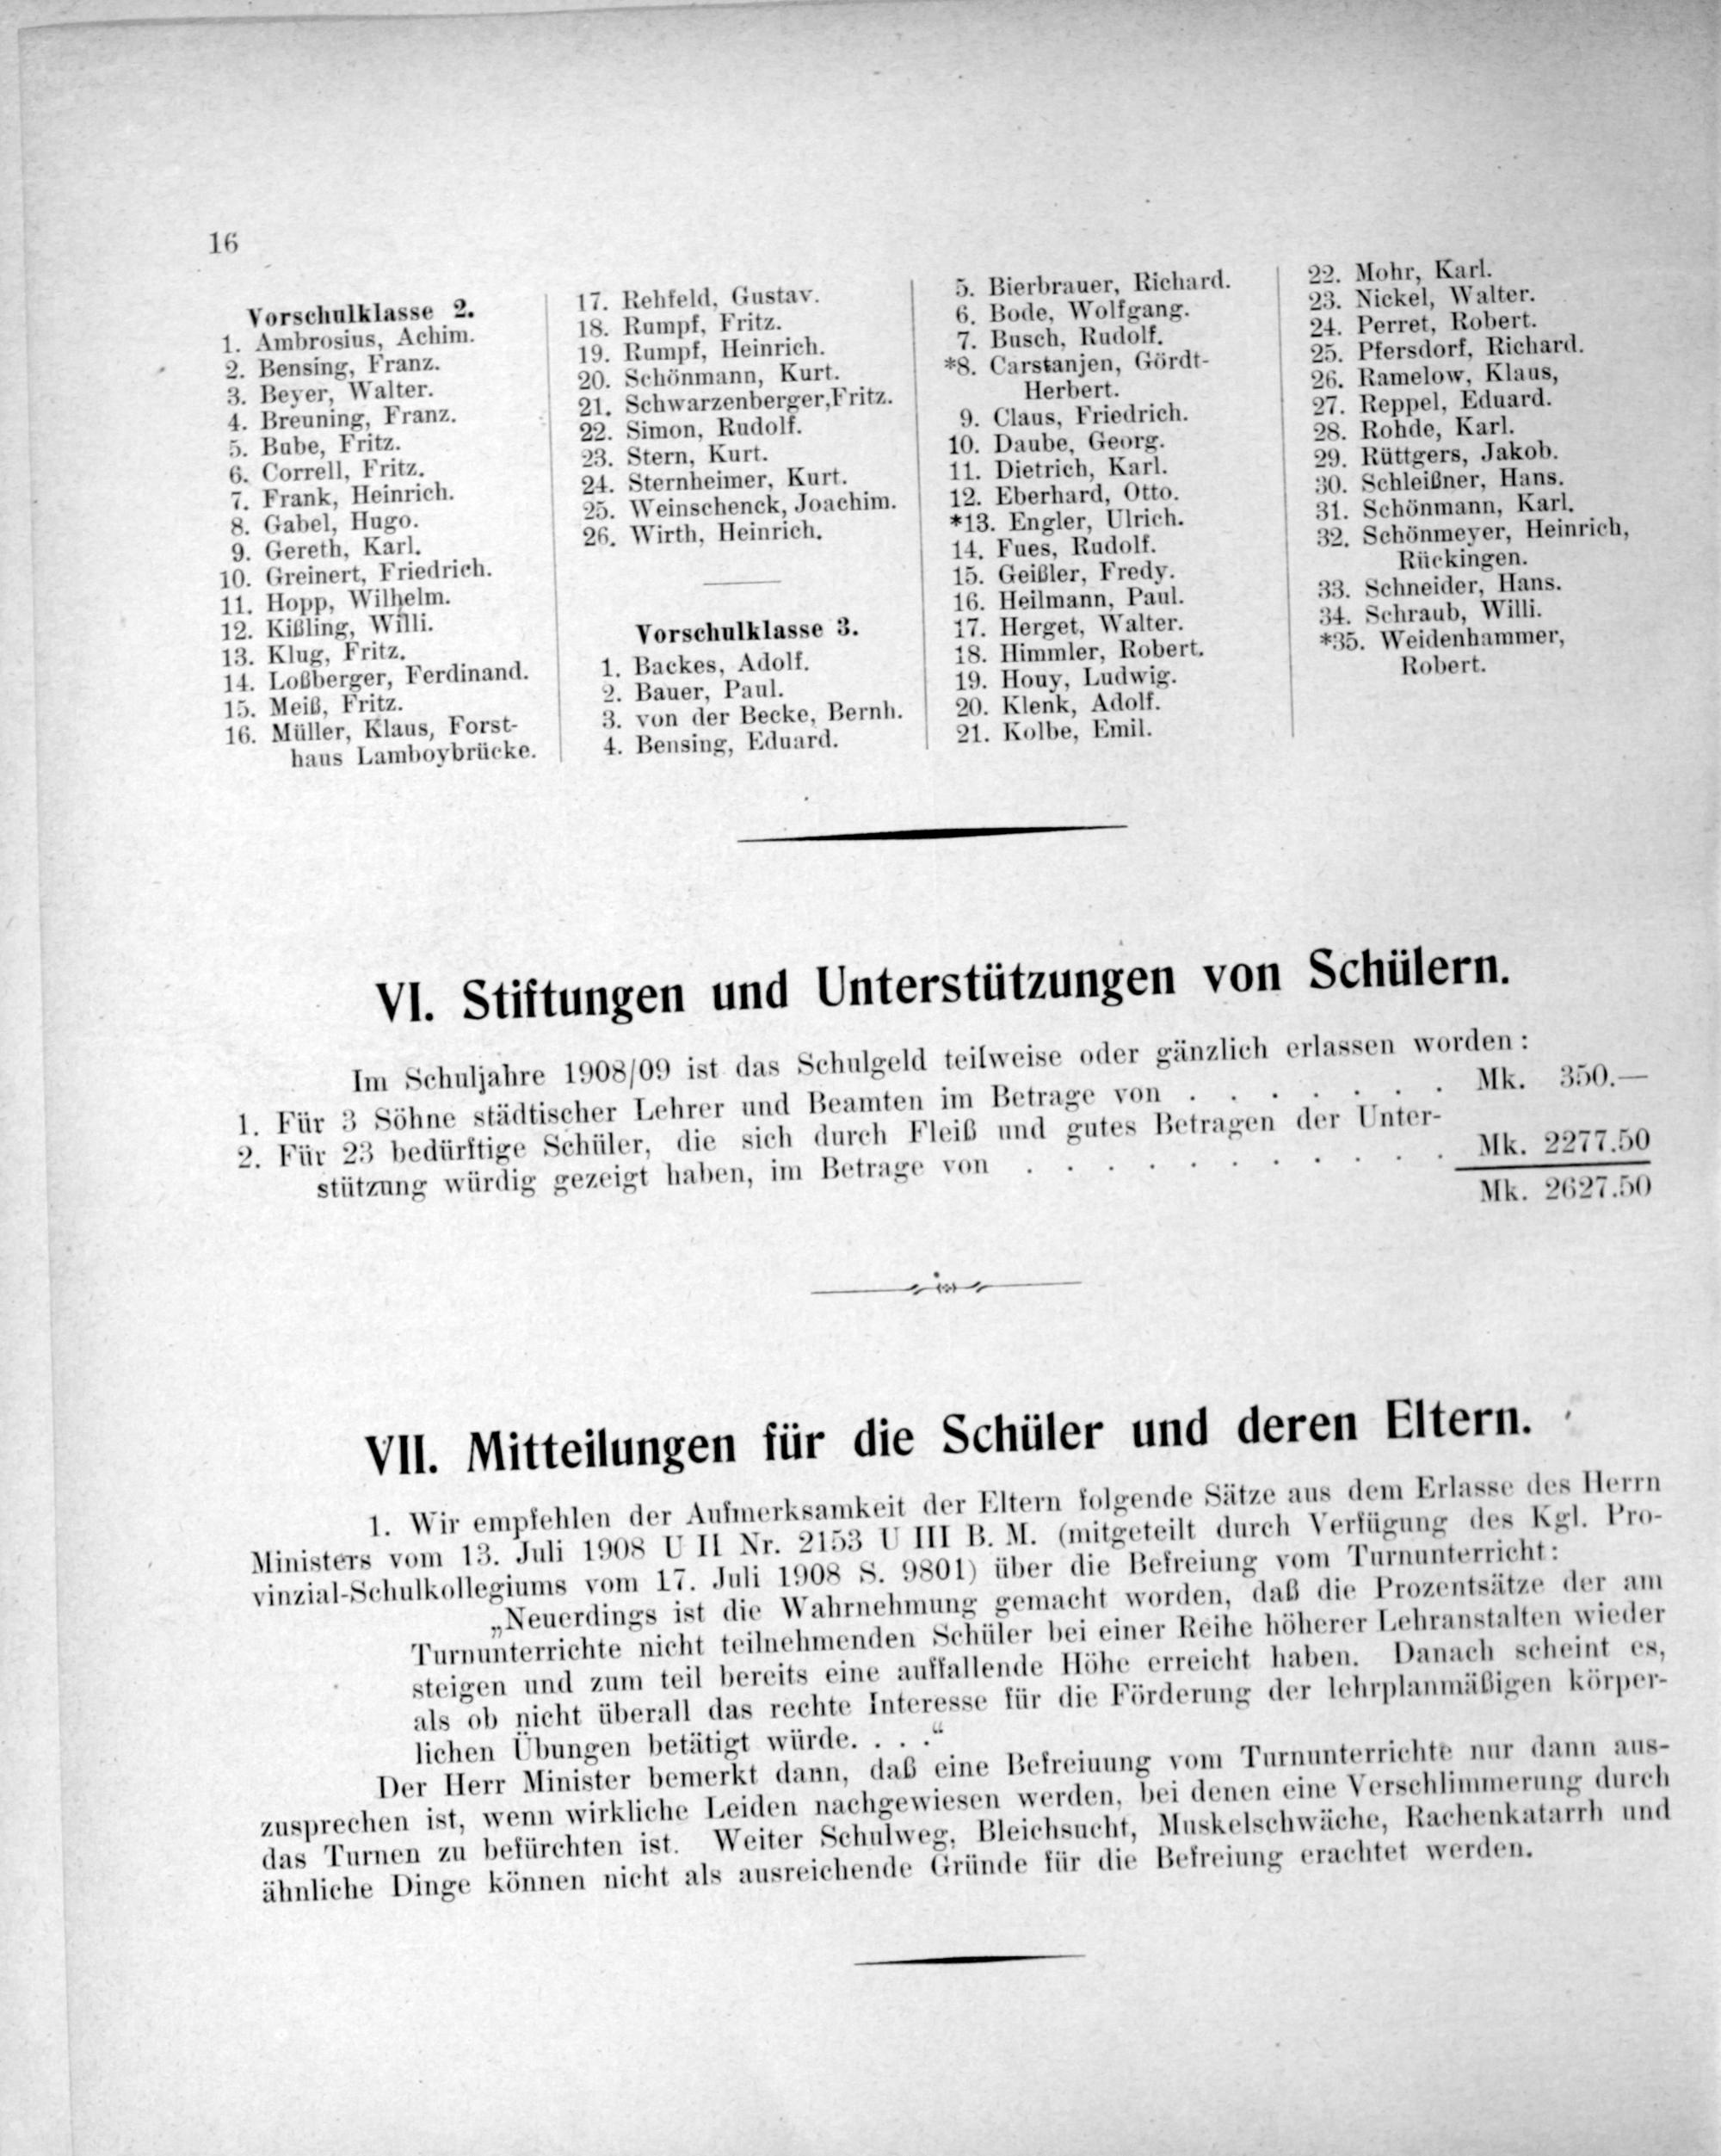 16
Vorschulklasse 2.
1. Ambrosius, Achim.
2. Bensing, Franz.
3. Beyer, Walter.
4. Breuning, Franz.
5. Bube, Fritz.
6. Correll, Fritz.
7. Frank, Heinrich.
8. Gabel, Hugo.
9. Gereth, Karl.
10. Greinert, Friedrich.
11. Hopp, Wilhelm.
12. Kißling, Willi.
13. Klug, Fritz.
14. Loßberger, Ferdinand.
15. Meiß, Fritz.
16. Müller, Klaus, Forst-
haus Lamboybrücke.
17. Rehfeld, Gustav.
18. Rumpf, Fritz.
19. Rumpf, Heinrich.
20. Schönmann, Kurt.
21. Schwarzenberger,Fritz.
22. Simon, Rudolf.
23. Stern, Kurt.
24. Sternheimer, Kurt.
25. Weinschenck, Joachim.
26. Wirth, Heinrich.
Vorschulklasse 3.
1. Backes, Adolf.
2. Bauer, Paul.
3. von der Becke, Bernh.
4. Bensing, Eduard.
5. Bierbrauer, Richard.
6. Bode, Wolfgang.
7. Busch, Rudolf.
*8. Carstanjen, Gördt-
Herbert.
9. Claus, Friedrich.
10. Daube, Georg.
11. Dietrich, Karl.
12. Eberhard, Otto.
*13. Engler, Ulrich.
14. Fues, Rudolf.
15. Geißler, Fredy.
16. Heilmann, Paul.
17. Herget, Walter.
18. Himmler, Robert.
19. Houy, Ludwig.
20. Klenk, Adolf.
21. Kolbe, Emil.
22. Mohr, Karl.
23. Nickel, Walter.
24. Perret, Robert.
25. Pfersdorf, Richard.
26. Ramelow, Klaus,
27. Reppel, Eduard.
28. Rohde, Karl.
29. Rüttgers, Jakob.
30. Schleißner, Hans.
31. Schönmann, Karl.
32. Schönmeyer, Heinrich,
Rückingen.
33. Schneider, Hans.
34. Schraub, Willi.
*35. Weidenhammer,
Robert.
VI. Stiftungen und Unterstützungen von Schülern.
Im Schuljahre 1908/09 ist das Schulgeld teilweise oder gänzlich erlassen worden:
1. Für 3 Söhne städtischer Lehrer und Beamten im Betrage von . . . . . . . Mk. 350.—
2. Für 23 bedürftige Schüler, die sich durch Fleiß und gutes Betragen der Unter-
stützung würdig gezeigt haben, im Betrage von . . . . . . . . . . . Mk. 2277.50
Mk. 2627.50
VII. Mitteilungen für die Schüler und deren Eltern.
1. Wir empfehlen der Aufmerksamkeit der Eltern folgende Sätze aus dem Erlasse des Herrn
Ministers vom 13. Juli 1908 U II Nr. 2153 U III B. M. (mitgeteilt durch Verfügung des Kgl. Pro-
vinzial-Schulkollegiums vom 17. Juli 1908 S. 9801) über die Befreiung vom Turnunterricht:
„Neuerdings ist die Wahrnehmung gemacht worden, daß die Prozentsätze der am
Turnunterrichte nicht teilnehmenden Schüler bei einer Reihe höherer Lehranstalten wieder
steigen und zum teil bereits eine auffallende Höhe erreicht haben. Danach scheint es,
als ob nicht überall das rechte Interesse für die Förderung der lehrplanmäßigen körper-
lichen Übungen betätigt würde. . . .“
Der Herr Minister bemerkt dann, daß eine Befreiuung vom Turnunterrichte nur dann aus-
zusprechen ist, wenn wirkliche Leiden nachgewiesen werden, bei denen eine Verschlimmerung durch
das Turnen zu befürchten ist. Weiter Schulweg, Bleichsucht, Muskelschwäche, Rachenkatarrh und
ähnliche Dinge können nicht als ausreichende Gründe für die Befreiung erachtet werden.